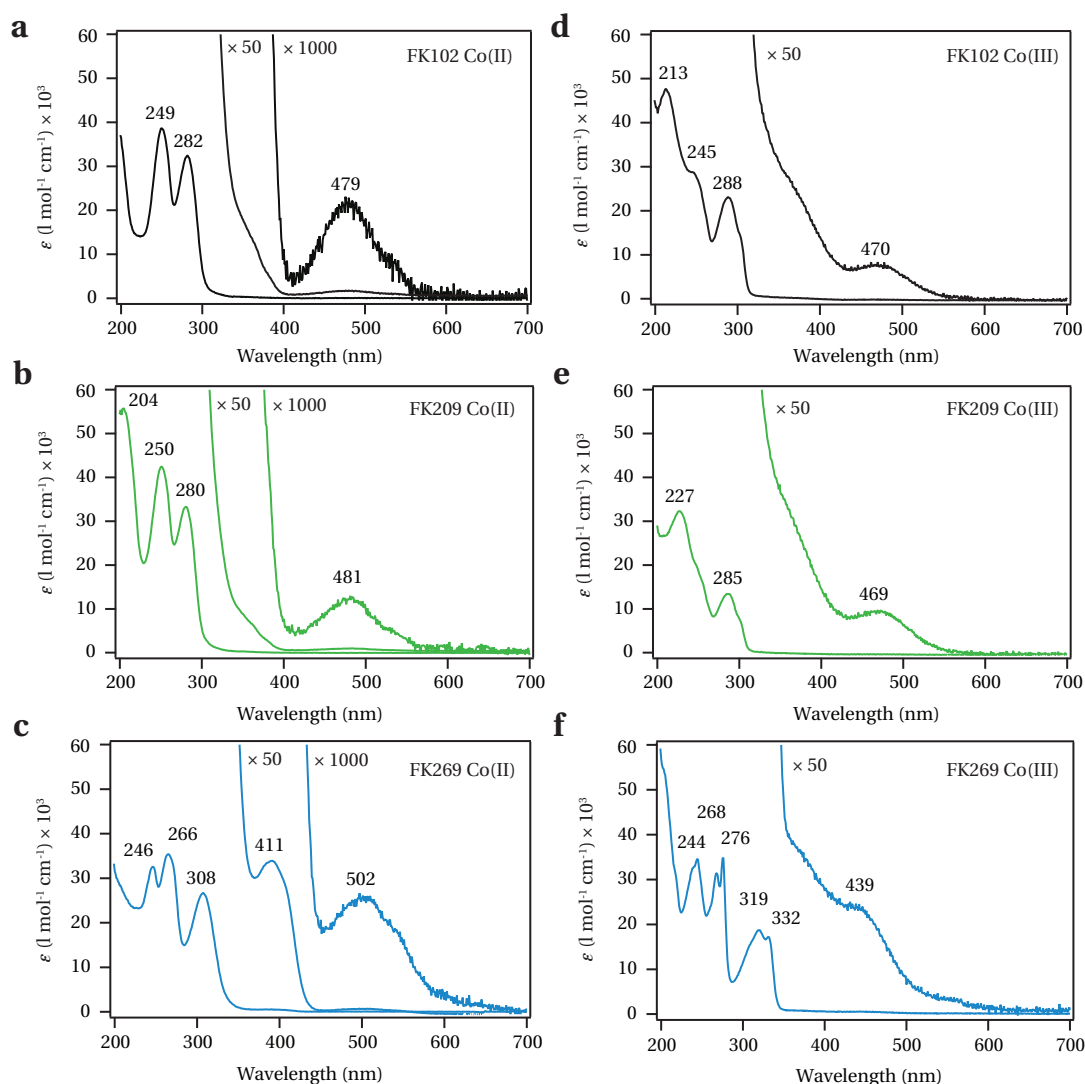 a
60
50
40
30
20
10
0
ε (l mol⁻¹ cm⁻¹) × 10³
249
282
× 50
× 1000
479
FK102 Co(II)
200 300 400 500 600 700
Wavelength (nm)
d
60
50
40
30
20
10
0
ε (l mol⁻¹ cm⁻¹) × 10³
213
245
288
× 50
470
FK102 Co(III)
200 300 400 500 600 700
Wavelength (nm)
b
60
50
40
30
20
10
0
ε (l mol⁻¹ cm⁻¹) × 10³
204
250
280
× 50
× 1000
481
FK209 Co(II)
200 300 400 500 600 700
Wavelength (nm)
e
60
50
40
30
20
10
0
ε (l mol⁻¹ cm⁻¹) × 10³
227
285
× 50
469
FK209 Co(III)
200 300 400 500 600 700
Wavelength (nm)
c
60
50
40
30
20
10
0
ε (l mol⁻¹ cm⁻¹) × 10³
246
266
308
× 50
411
× 1000
502
FK269 Co(II)
200 300 400 500 600 700
Wavelength (nm)
f
60
50
40
30
20
10
0
ε (l mol⁻¹ cm⁻¹) × 10³
244
268
276
319
332
× 50
439
FK269 Co(III)
200 300 400 500 600 700
Wavelength (nm)